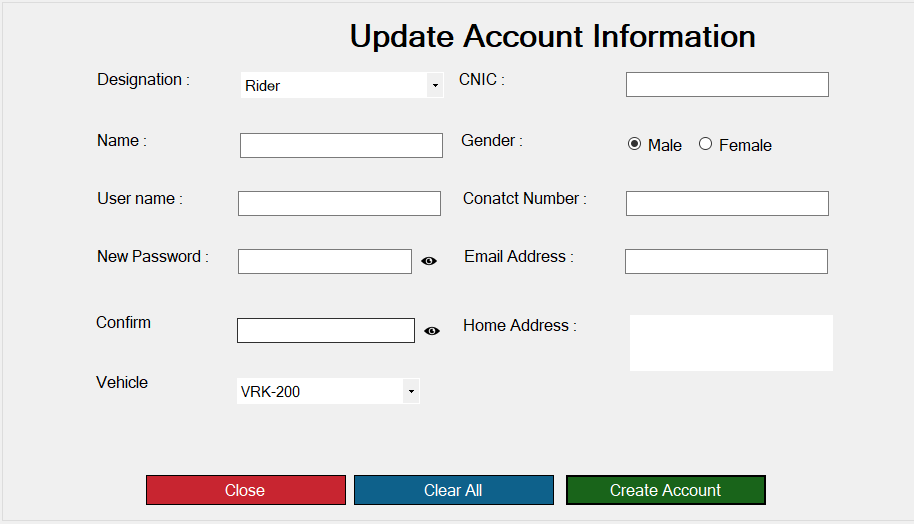 Update Account Information
Designation : Rider CNIC :
Name : Gender : Male Female
User name : Conatct Number :
New Password : Email Address :
Confirm Home Address :
Vehicle VRK-200
Close Clear All Create Account